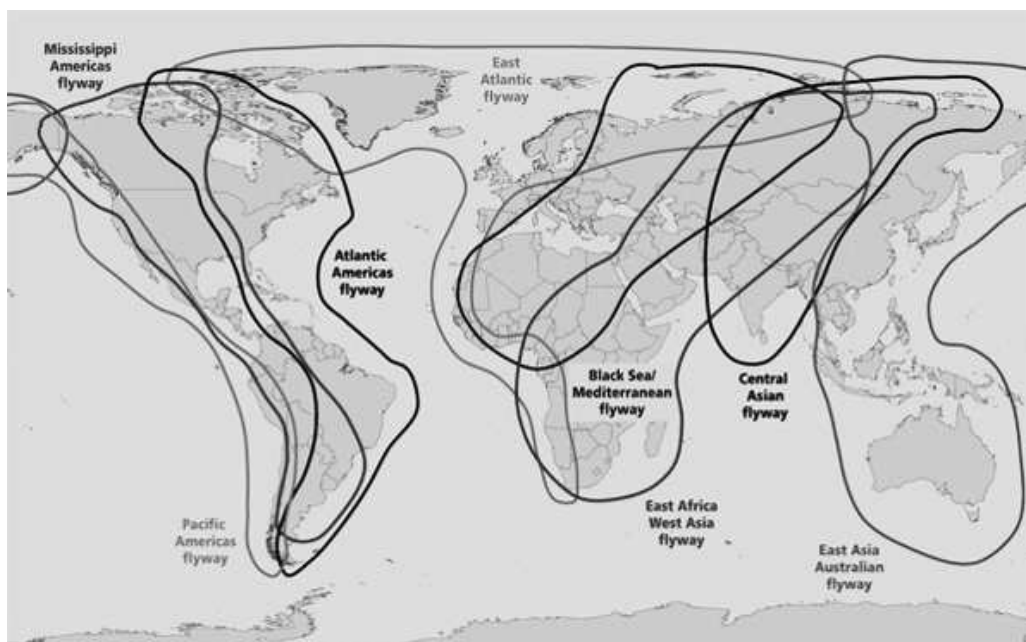 Mississippi
Americas
flyway
East
Atlantic
flyway
Atlantic
Americas
flyway
Black Sea/
Mediterranean
flyway
Central
Asian
flyway
East Africa
West Asia
flyway
Pacific
Americas
flyway
East Asia
Australian
flyway